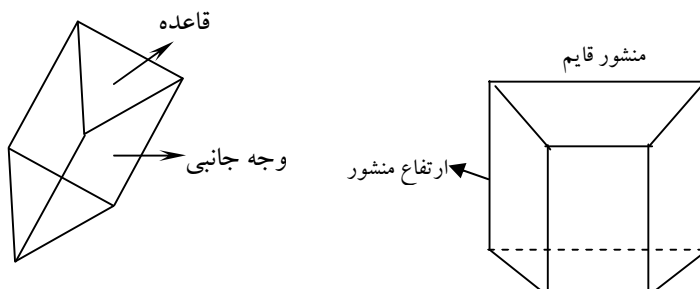 قاعده
وجه جانبی
منشور قایم
ارتفاع منشور